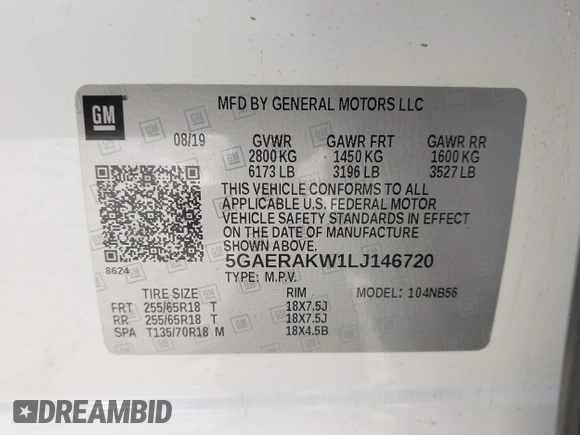 GM
MFD BY GENERAL MOTORS LLC
08/19 GVWR GAWR FRT GAWR RR
2800 KG 1450 KG 1600 KG
6173 LB 3196 LB 3527 LB
THIS VEHICLE CONFORMS TO ALL
APPLICABLE U.S. FEDERAL MOTOR
VEHICLE SAFETY STANDARDS IN EFFECT
ON THE DATE OF MANUFACTURE
SHOWN ABOVE.
8624
5GAERAKW1LJ146720
TYPE: M.P.V.
TIRE SIZE RIM MODEL: 104NB56
FRT 255/65R18 T 18X7.5J
RR 255/65R18 T 18X7.5J
SPA T135/70R18 M 18X4.5B
DREAMBID